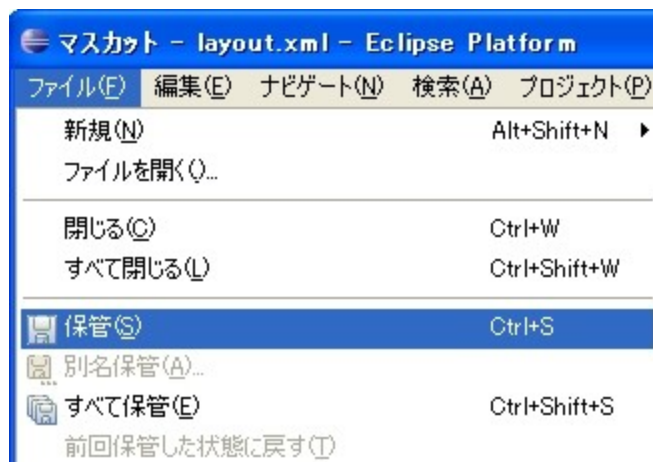 マスカット - layout.xml - Eclipse Platform
ファイル(F) 編集(E) ナビゲート(N) 検索(A) プロジェクト(P)
新規(N) Alt+Shift+N
ファイルを開く()...
閉じる(C) Ctrl+W
すべて閉じる(L) Ctrl+Shift+W
保管(S) Ctrl+S
別名保管(A)...
すべて保管(E) Ctrl+Shift+S
前回保管した状態に戻す(T)